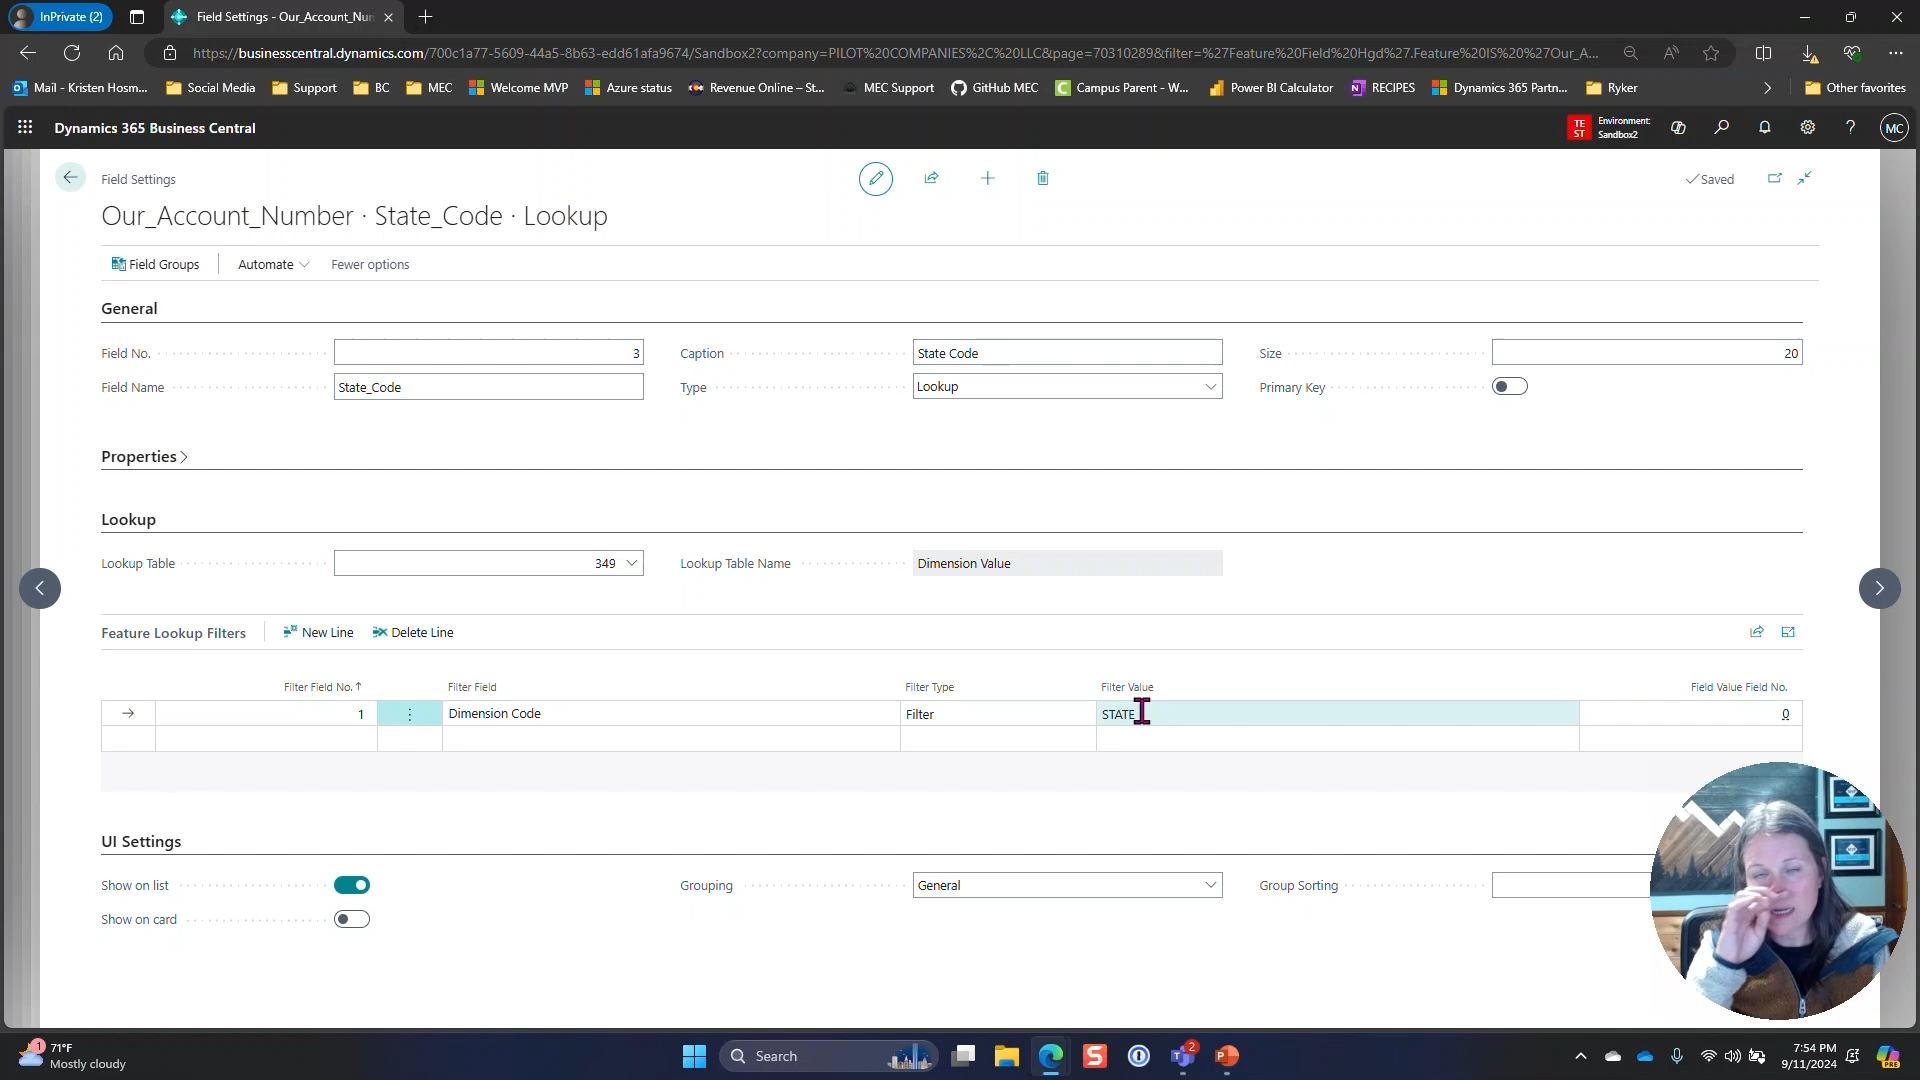 InPrivate (2)
Field Settings - Our_Account_Nun
https://businesscentral.dynamics.com/700c1a77-5609-44a5-8b63-edd61afa9674/Sandbox2?company=PILOT%20COMPANIES%2C%20LLC&page=70310289&filter=%27Feature%20Field%20Hgd%27.Feature%20IS%20%27Our_A...
Mail - Kristen Hosm...
Social Media
Support
BC
MEC
Welcome MVP
Azure status
Revenue Online – St...
MEC Support
GitHub MEC
Campus Parent - W...
Power BI Calculator
RECIPES
Dynamics 365 Partn...
Ryker
Other favorites
Dynamics 365 Business Central
TE
ST
Environment:
Sandbox2
MC
Field Settings
Saved
Our_Account_Number · State_Code · Lookup
Field Groups
Automate
Fewer options
General
Field No.
3
Caption
State Code
Size
20
Field Name
State_Code
Type
Lookup
Primary Key
Properties
Lookup
Lookup Table
349
Lookup Table Name
Dimension Value
Feature Lookup Filters
New Line
Delete Line
Filter Field No. ↑
Filter Field
Filter Type
Filter Value
Field Value Field No.
→
1
Dimension Code
Filter
STATE
0
UI Settings
Show on list
Grouping
General
Group Sorting
Show on card
1
71°F
Mostly cloudy
Search
2
7:54 PM
9/11/2024
PRE